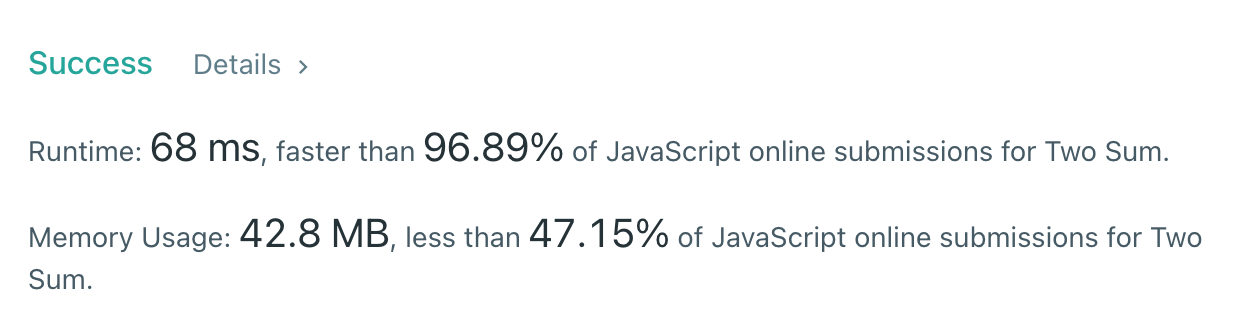 Success Details >
Runtime: 68 ms, faster than 96.89% of JavaScript online submissions for Two Sum.
Memory Usage: 42.8 MB, less than 47.15% of JavaScript online submissions for Two
Sum.